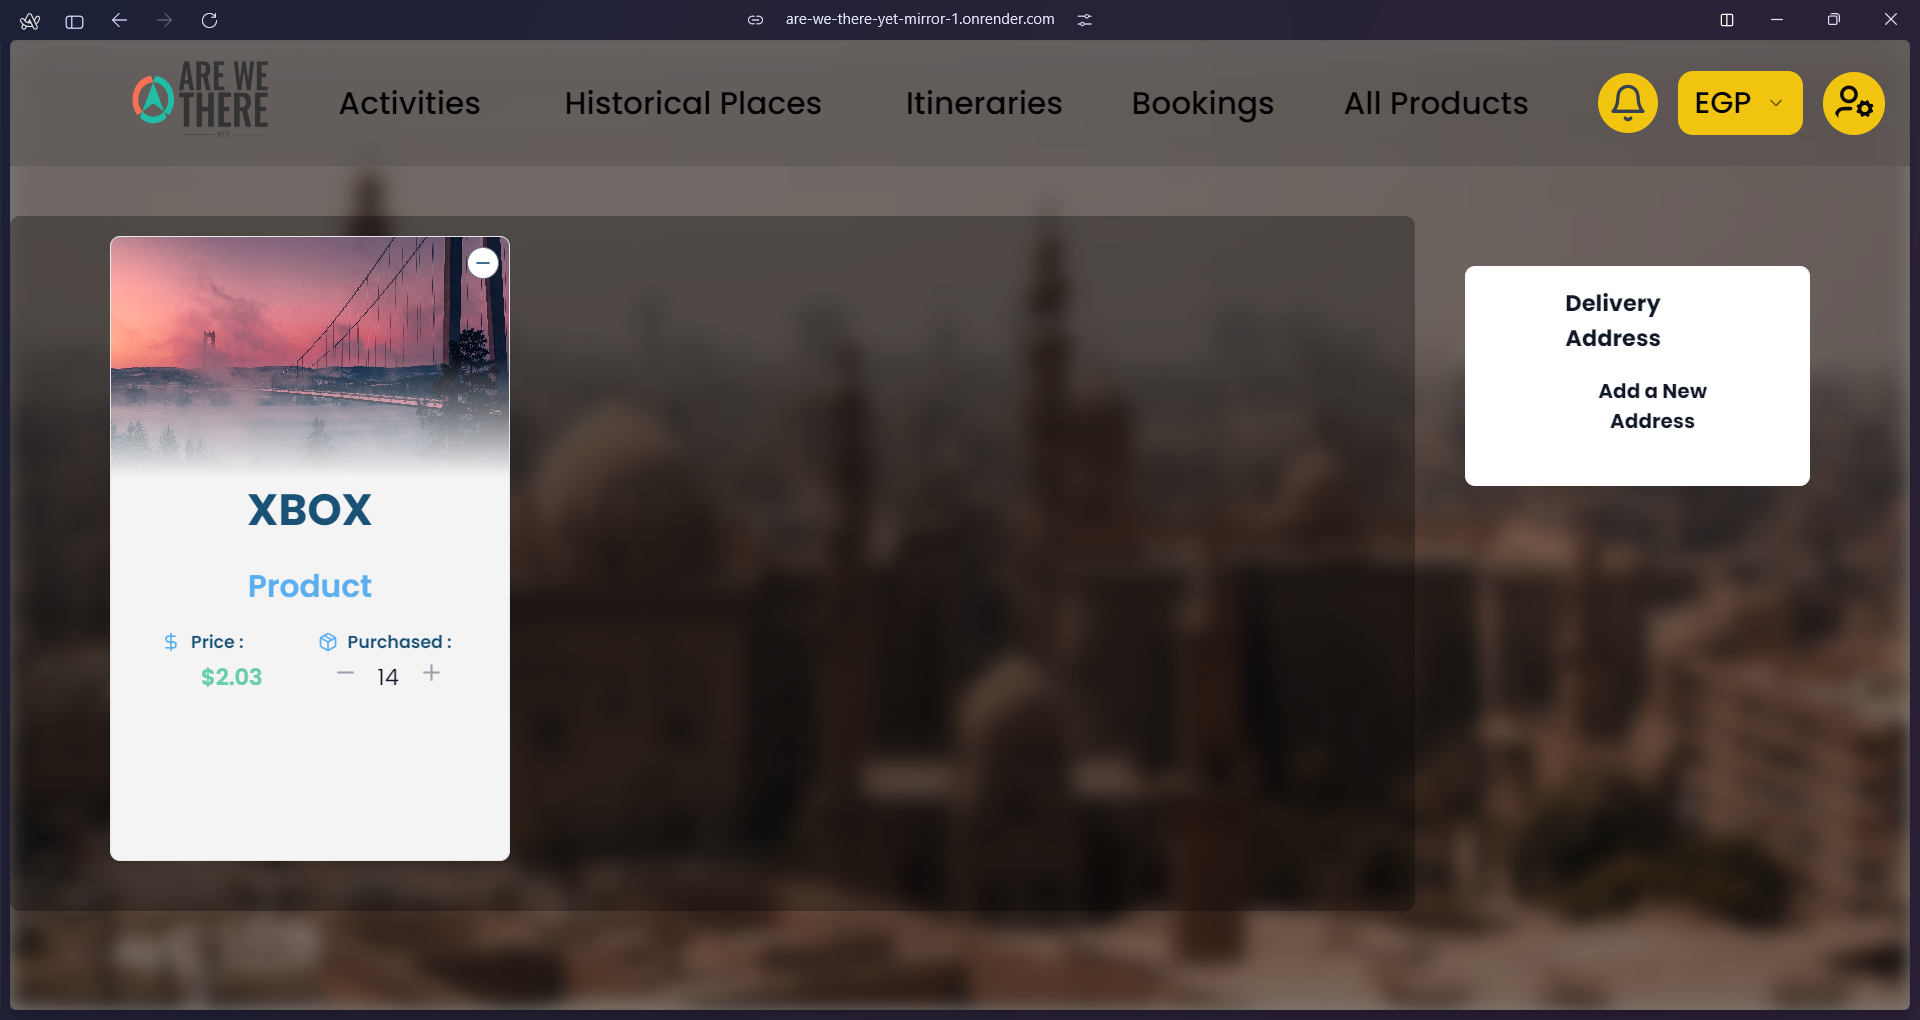 are-we-there-yet-mirror-1.onrender.com
ARE WE
THERE
YET
Activities
Historical Places
Itineraries
Bookings
All Products
EGP
XBOX
Product
Price :
Purchased :
$2.03
14
Delivery
Address
Add a New
Address